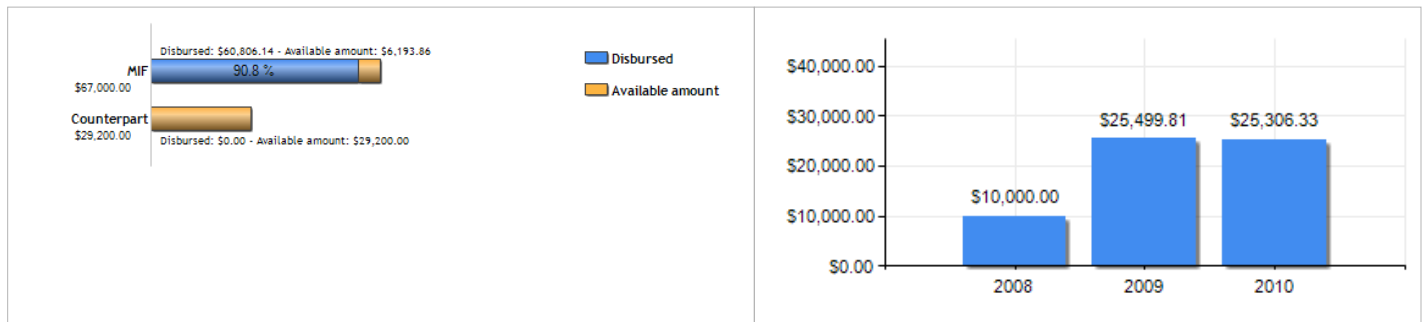 Disbursed: $60,806.14 - Available amount: $6,193.86
MIF
90.8 %
$67,000.00
Counterpart
$29,200.00
Disbursed: $0.00 - Available amount: $29,200.00
Disbursed
Available amount
$40,000.00
$30,000.00
$20,000.00
$10,000.00
$0.00
$10,000.00
$25,499.81
$25,306.33
2008
2009
2010